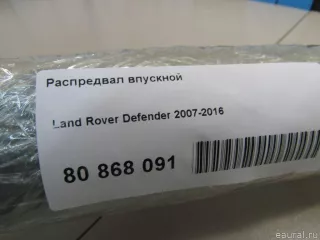 Распредвал впускной
Land Rover Defender 2007-2016
80 868 091
eaural.ru